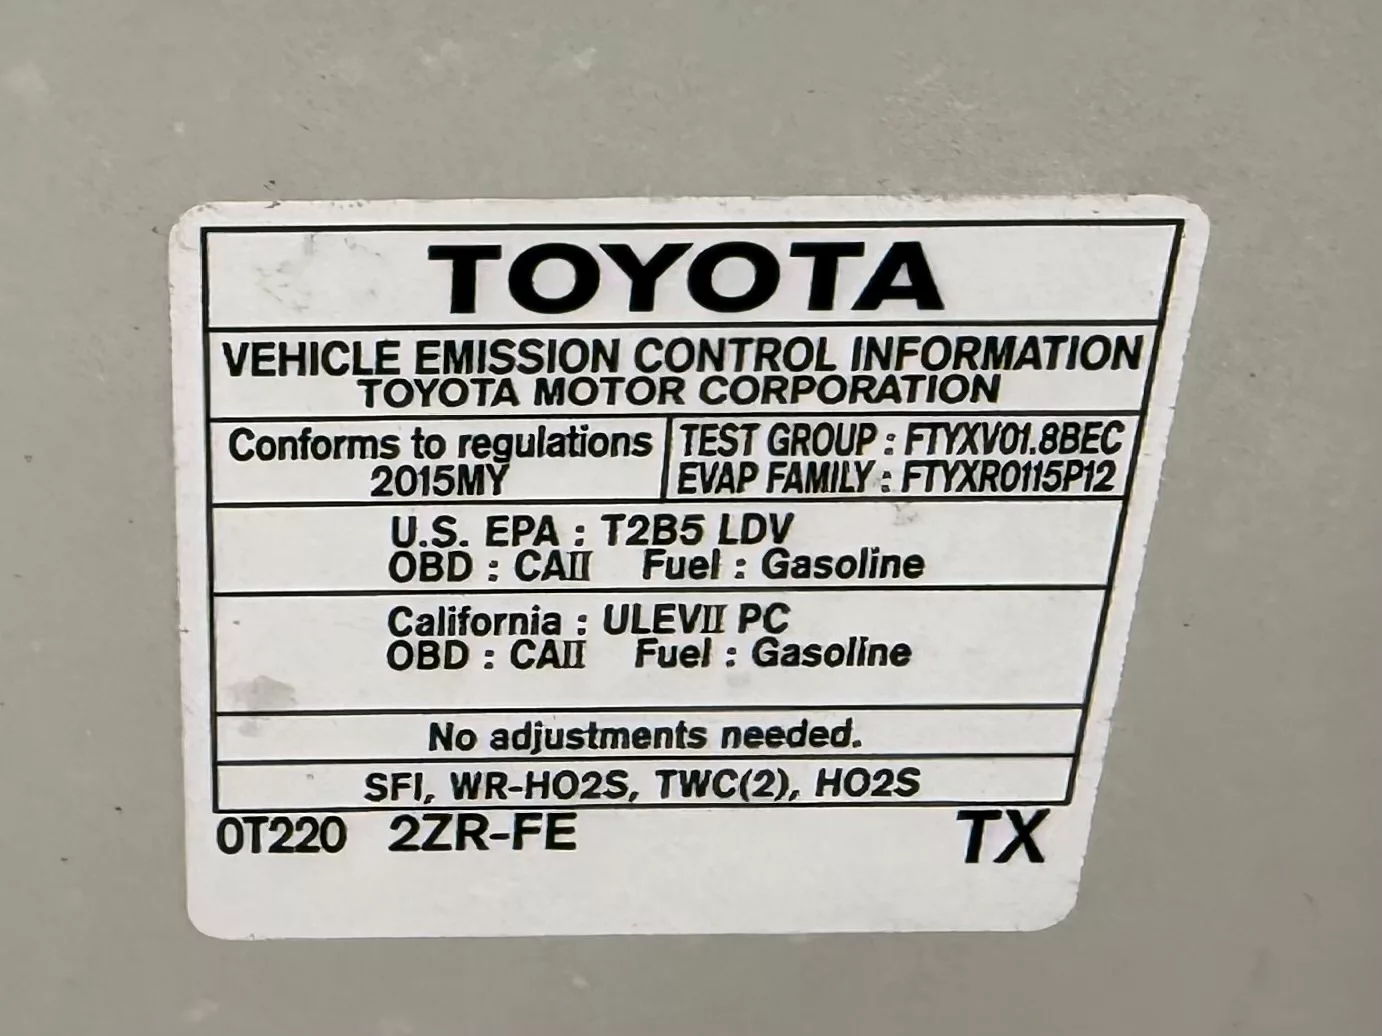 TOYOTA
VEHICLE EMISSION CONTROL INFORMATION
TOYOTA MOTOR CORPORATION
Conforms to regulations
2015MY
TEST GROUP : FTYXV01.8BEC
EVAP FAMILY : FTYXR0115P12
U.S. EPA : T2B5 LDV
OBD : CAII Fuel : Gasoline
California : ULEVII PC
OBD : CAII Fuel : Gasoline
No adjustments needed.
SFI, WR-HO2S, TWC(2), HO2S
0T220 2ZR-FE TX